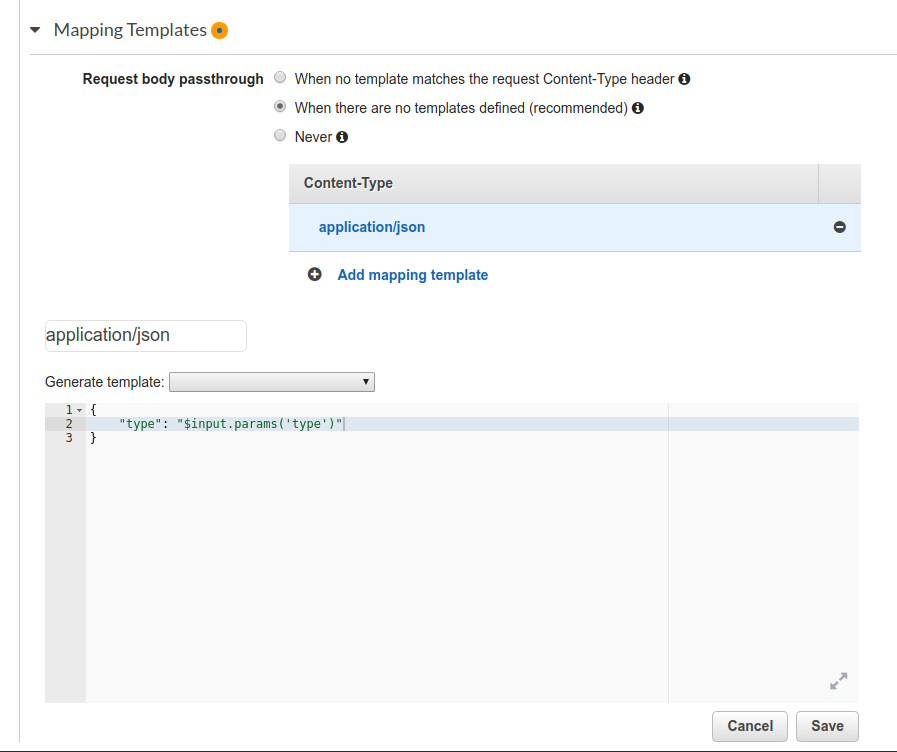 Mapping Templates
Request body passthrough
When no template matches the request Content-Type header
When there are no templates defined (recommended)
Never
Content-Type
application/json
Add mapping template
application/json
Generate template:
1 {
2 "type": "$input.params('type')"
3 }
Cancel Save